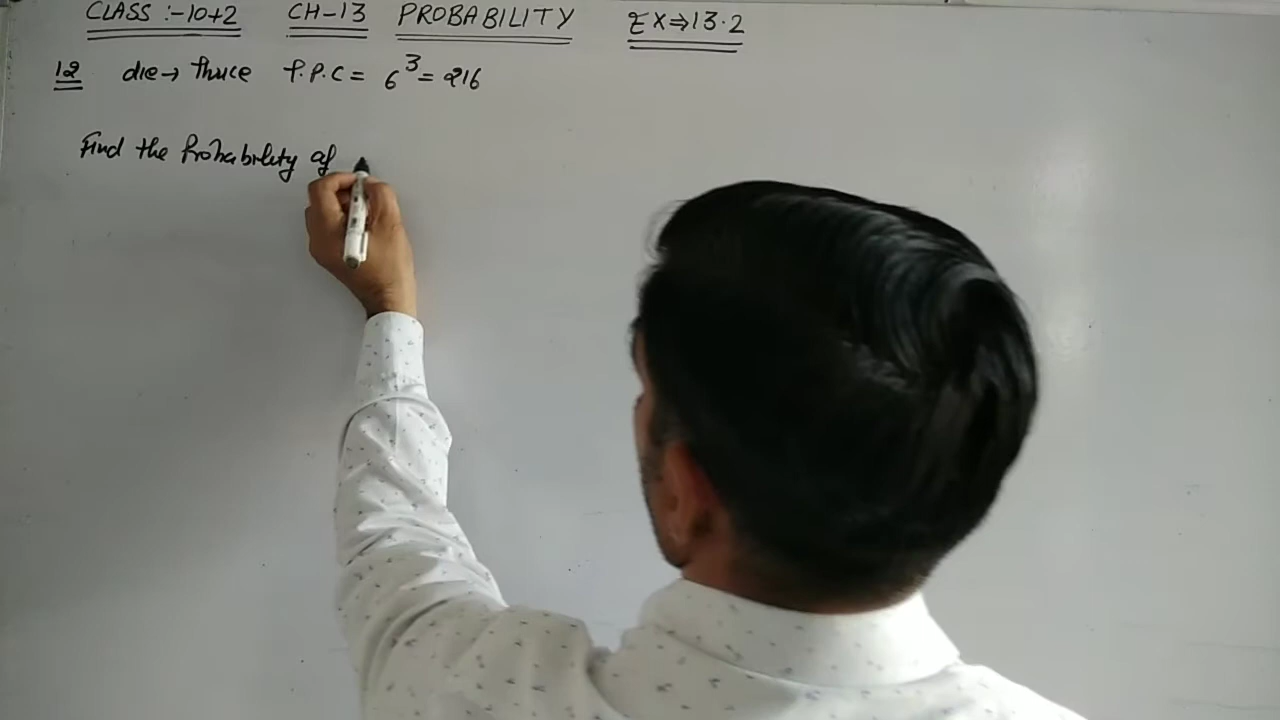 CLASS :-10+2 CH-13 PROBABILITY EX⇒13.2
12 die→ thrice f.P.C = 6³ = 216
Find the Probability of